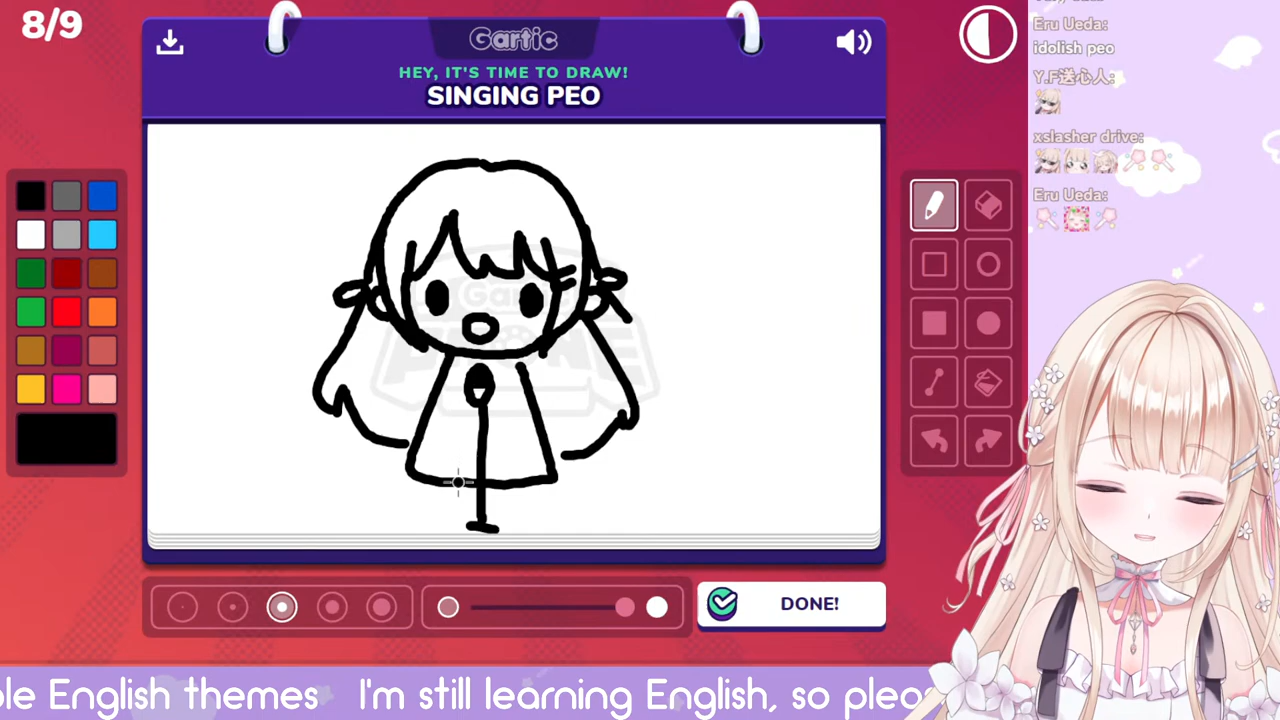 8/9
Gartic
HEY, IT'S TIME TO DRAW!
SINGING PEO
DONE!
Eru Ueda:
idolish peo
Y.F送心人:
xslasher drive:
Eru Ueda:
ple English themes I'm still learning English, so plea